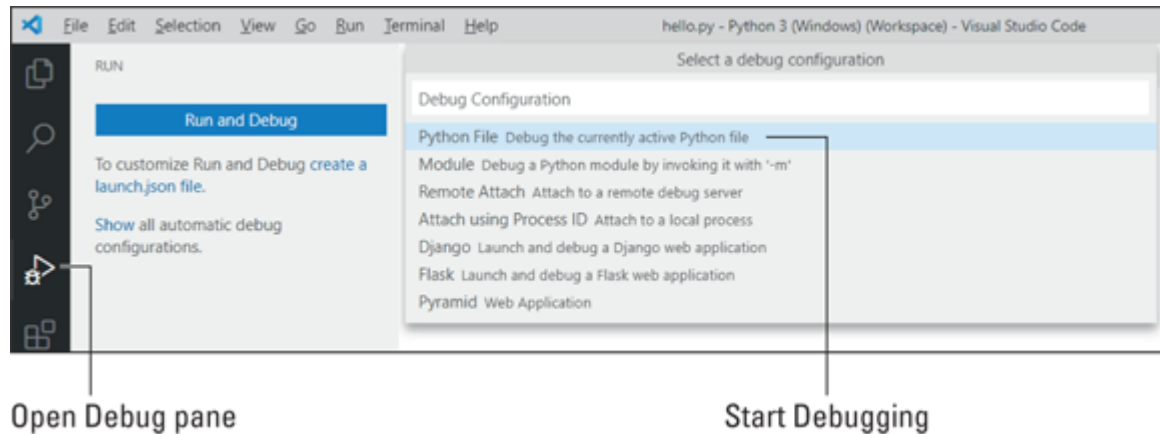 File Edit Selection View Go Run Terminal Help hello.py - Python 3 (Windows) (Workspace) - Visual Studio Code
RUN
Run and Debug
To customize Run and Debug create a
launch.json file.
Show all automatic debug
configurations.
Select a debug configuration
Debug Configuration
Python File Debug the currently active Python file
Module Debug a Python module by invoking it with '-m'
Remote Attach Attach to a remote debug server
Attach using Process ID Attach to a local process
Django Launch and debug a Django web application
Flask Launch and debug a Flask web application
Pyramid Web Application
Open Debug pane
Start Debugging